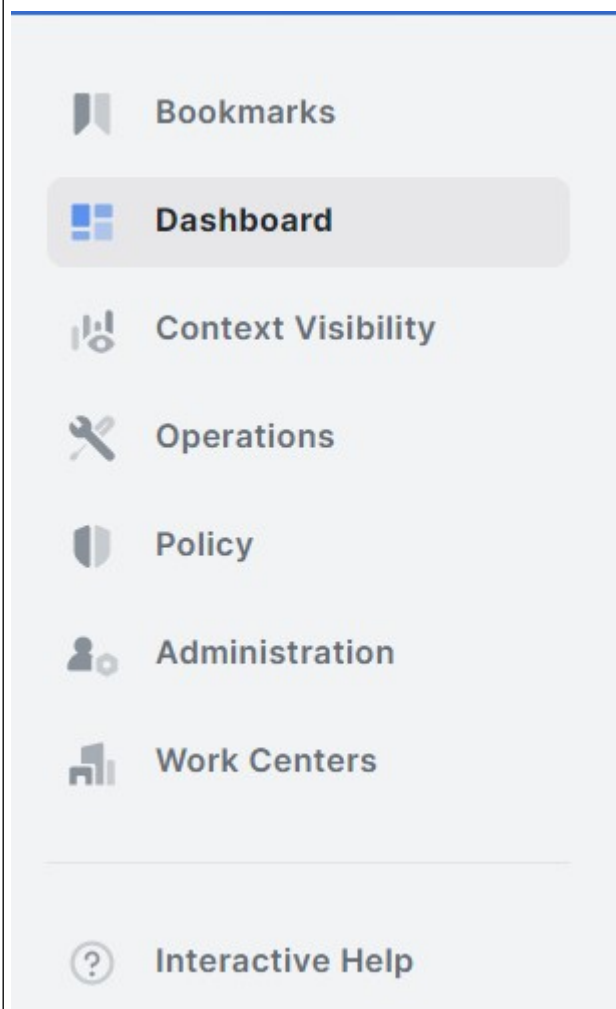 Bookmarks
Dashboard
Context Visibility
Operations
Policy
Administration
Work Centers
Interactive Help